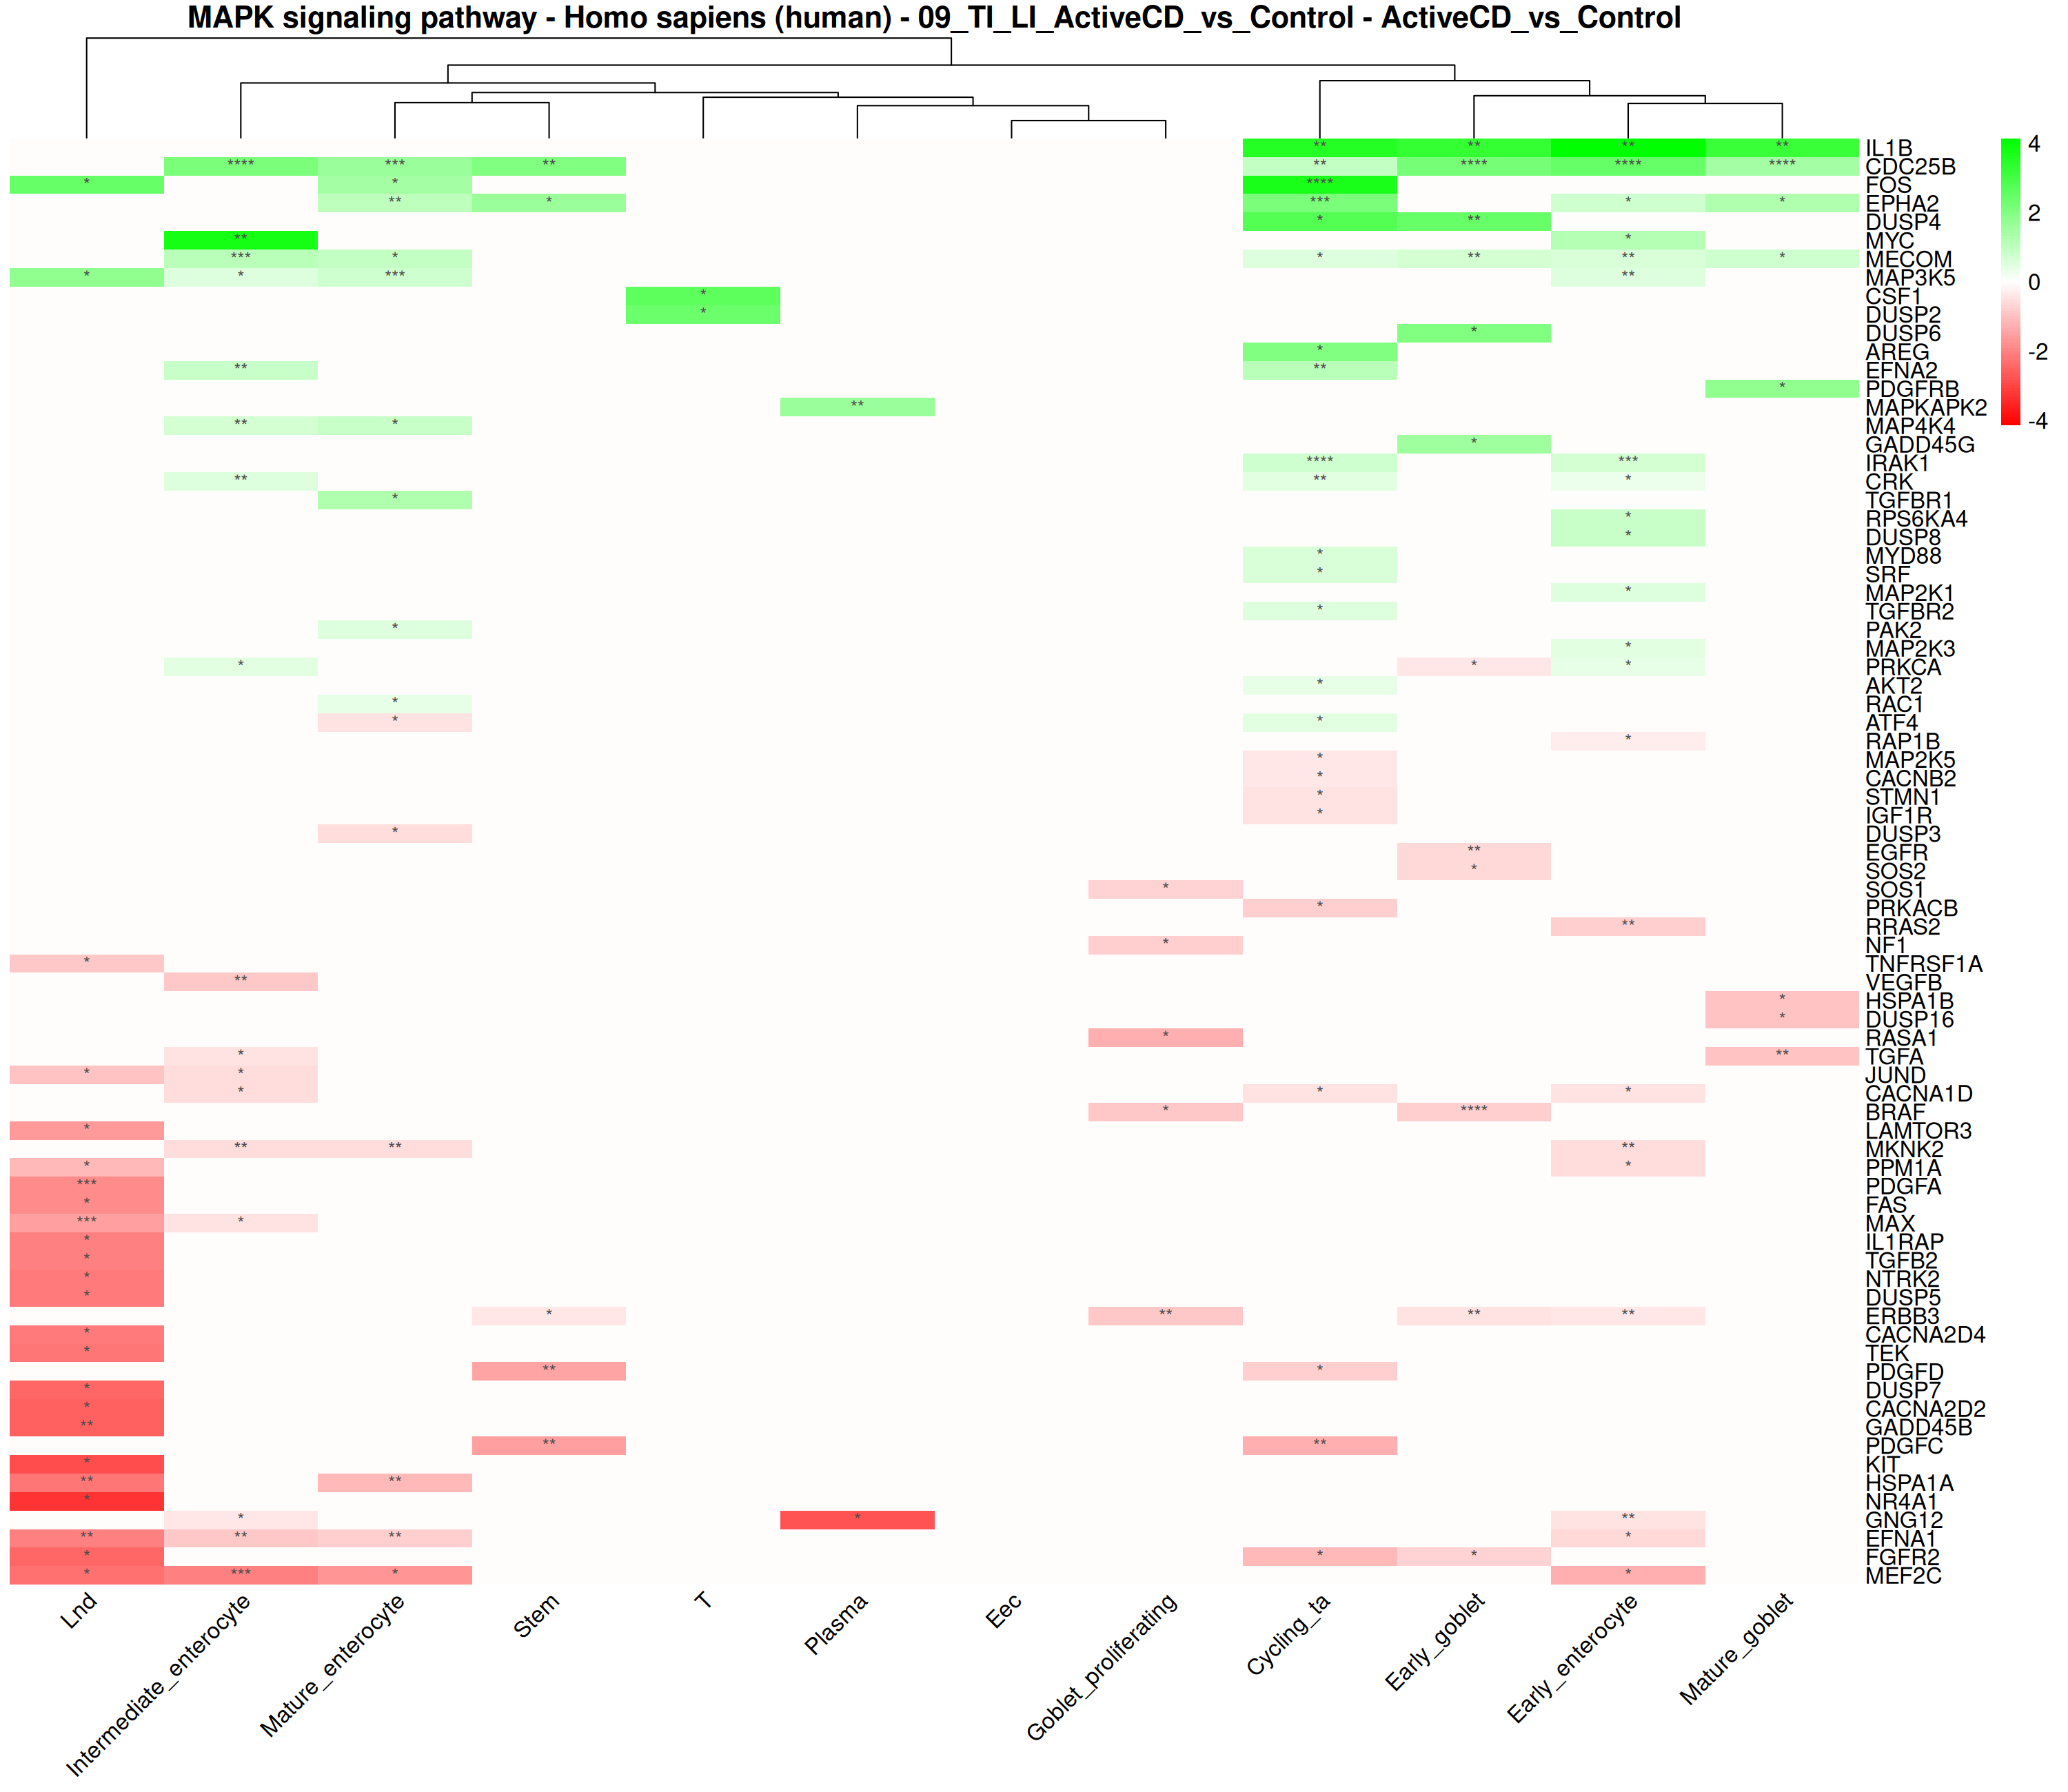 MAPK signaling pathway - Homo sapiens (human) - 09_TI_LI_ActiveCD_vs_Control - ActiveCD_vs_Control
** ** ** ** IL1B
**** *** ** ** **** **** **** CDC25B
* * **** FOS
** * *** * * EPHA2
* ** DUSP4
** * MYC
*** * * ** ** * MECOM
* * *** ** MAP3K5
* CSF1
* DUSP2
* DUSP6
* AREG
** ** EFNA2
* PDGFRB
** MAPKAPK2
** * MAP4K4
* GADD45G
**** *** IRAK1
** ** * CRK
* TGFBR1
* RPS6KA4
* DUSP8
* MYD88
* SRF
* MAP2K1
* TGFBR2
* PAK2
* MAP2K3
* * * PRKCA
* AKT2
* RAC1
* * ATF4
* RAP1B
* MAP2K5
* CACNB2
* STMN1
* IGF1R
* DUSP3
** EGFR
* SOS2
* SOS1
* PRKACB
** RRAS2
* NF1
* TNFRSF1A
** VEGFB
* HSPA1B
* DUSP16
* RASA1
* ** TGFA
* * JUND
* * * CACNA1D
* **** BRAF
* LAMTOR3
** ** ** MKNK2
* * PPM1A
*** PDGFA
* FAS
*** * MAX
* IL1RAP
* TGFB2
* NTRK2
* DUSP5
* ** ** ** ERBB3
* CACNA2D4
* TEK
** * PDGFD
* DUSP7
* CACNA2D2
** GADD45B
** ** PDGFC
* KIT
** ** HSPA1A
* NR4A1
* * ** GNG12
** ** ** * EFNA1
* * * FGFR2
* *** * * MEF2C
4
2
0
-2
-4
Lnd
Intermediate_enterocyte
Mature_enterocyte
Stem
T
Plasma
Eec
Goblet_proliferating
Cycling_ta
Early_goblet
Early_enterocyte
Mature_goblet